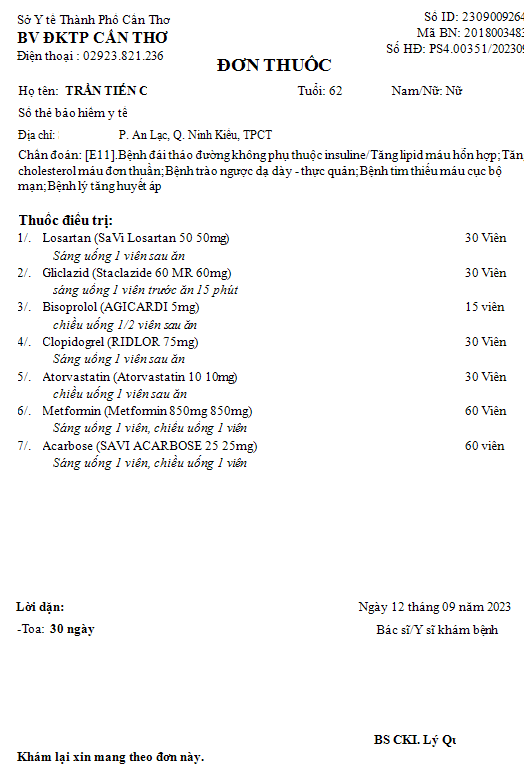 Sở Y tế Thành Phố Cần Thơ
Số ID: 2309009264
BV ĐKTP CẦN THƠ
Mã BN: 2018003483
Điện thoại : 02923.821.236
Số HĐ: PS4.00351/202309
ĐƠN THUỐC
Họ tên: TRẦN TIẾN C Tuổi: 62 Nam/Nữ: Nữ
Số thẻ bảo hiểm y tế
Địa chỉ: P. An Lạc, Q. Ninh Kiều, TPCT
Chẩn đoán: [E11].Bệnh đái tháo đường không phụ thuộc insuline/Tăng lipid máu hỗn hợp;Tăn
cholesterol máu đơn thuần;Bệnh trào ngược dạ dày - thực quản;Bệnh tim thiếu máu cục bộ
mạn;Bệnh lý tăng huyết áp
Thuốc điều trị:
1/. Losartan (SaVi Losartan 50 50mg) 30 Viên
Sáng uống 1 viên sau ăn
2/. Gliclazid (Staclazide 60 MR 60mg) 30 Viên
sáng uống 1 viên trước ăn 15 phút
3/. Bisoprolol (AGICARDI 5mg) 15 viên
chiều uống 1/2 viên sau ăn
4/. Clopidogrel (RIDLOR 75mg) 30 Viên
Sáng uống 1 viên sau ăn
5/. Atorvastatin (Atorvastatin 10 10mg) 30 Viên
chiều uống 1 viên sau ăn
6/. Metformin (Metformin 850mg 850mg) 60 Viên
Sáng uống 1 viên, chiều uống 1 viên
7/. Acarbose (SAVI ACARBOSE 25 25mg) 60 viên
Sáng uống 1 viên, chiều uống 1 viên
Lời dặn:
Ngày 12 tháng 09 năm 2023
-Toa: 30 ngày
Bác sĩ/Y sĩ khám bệnh
BS CKI. Lý
Khám lại xin mang theo đơn này.